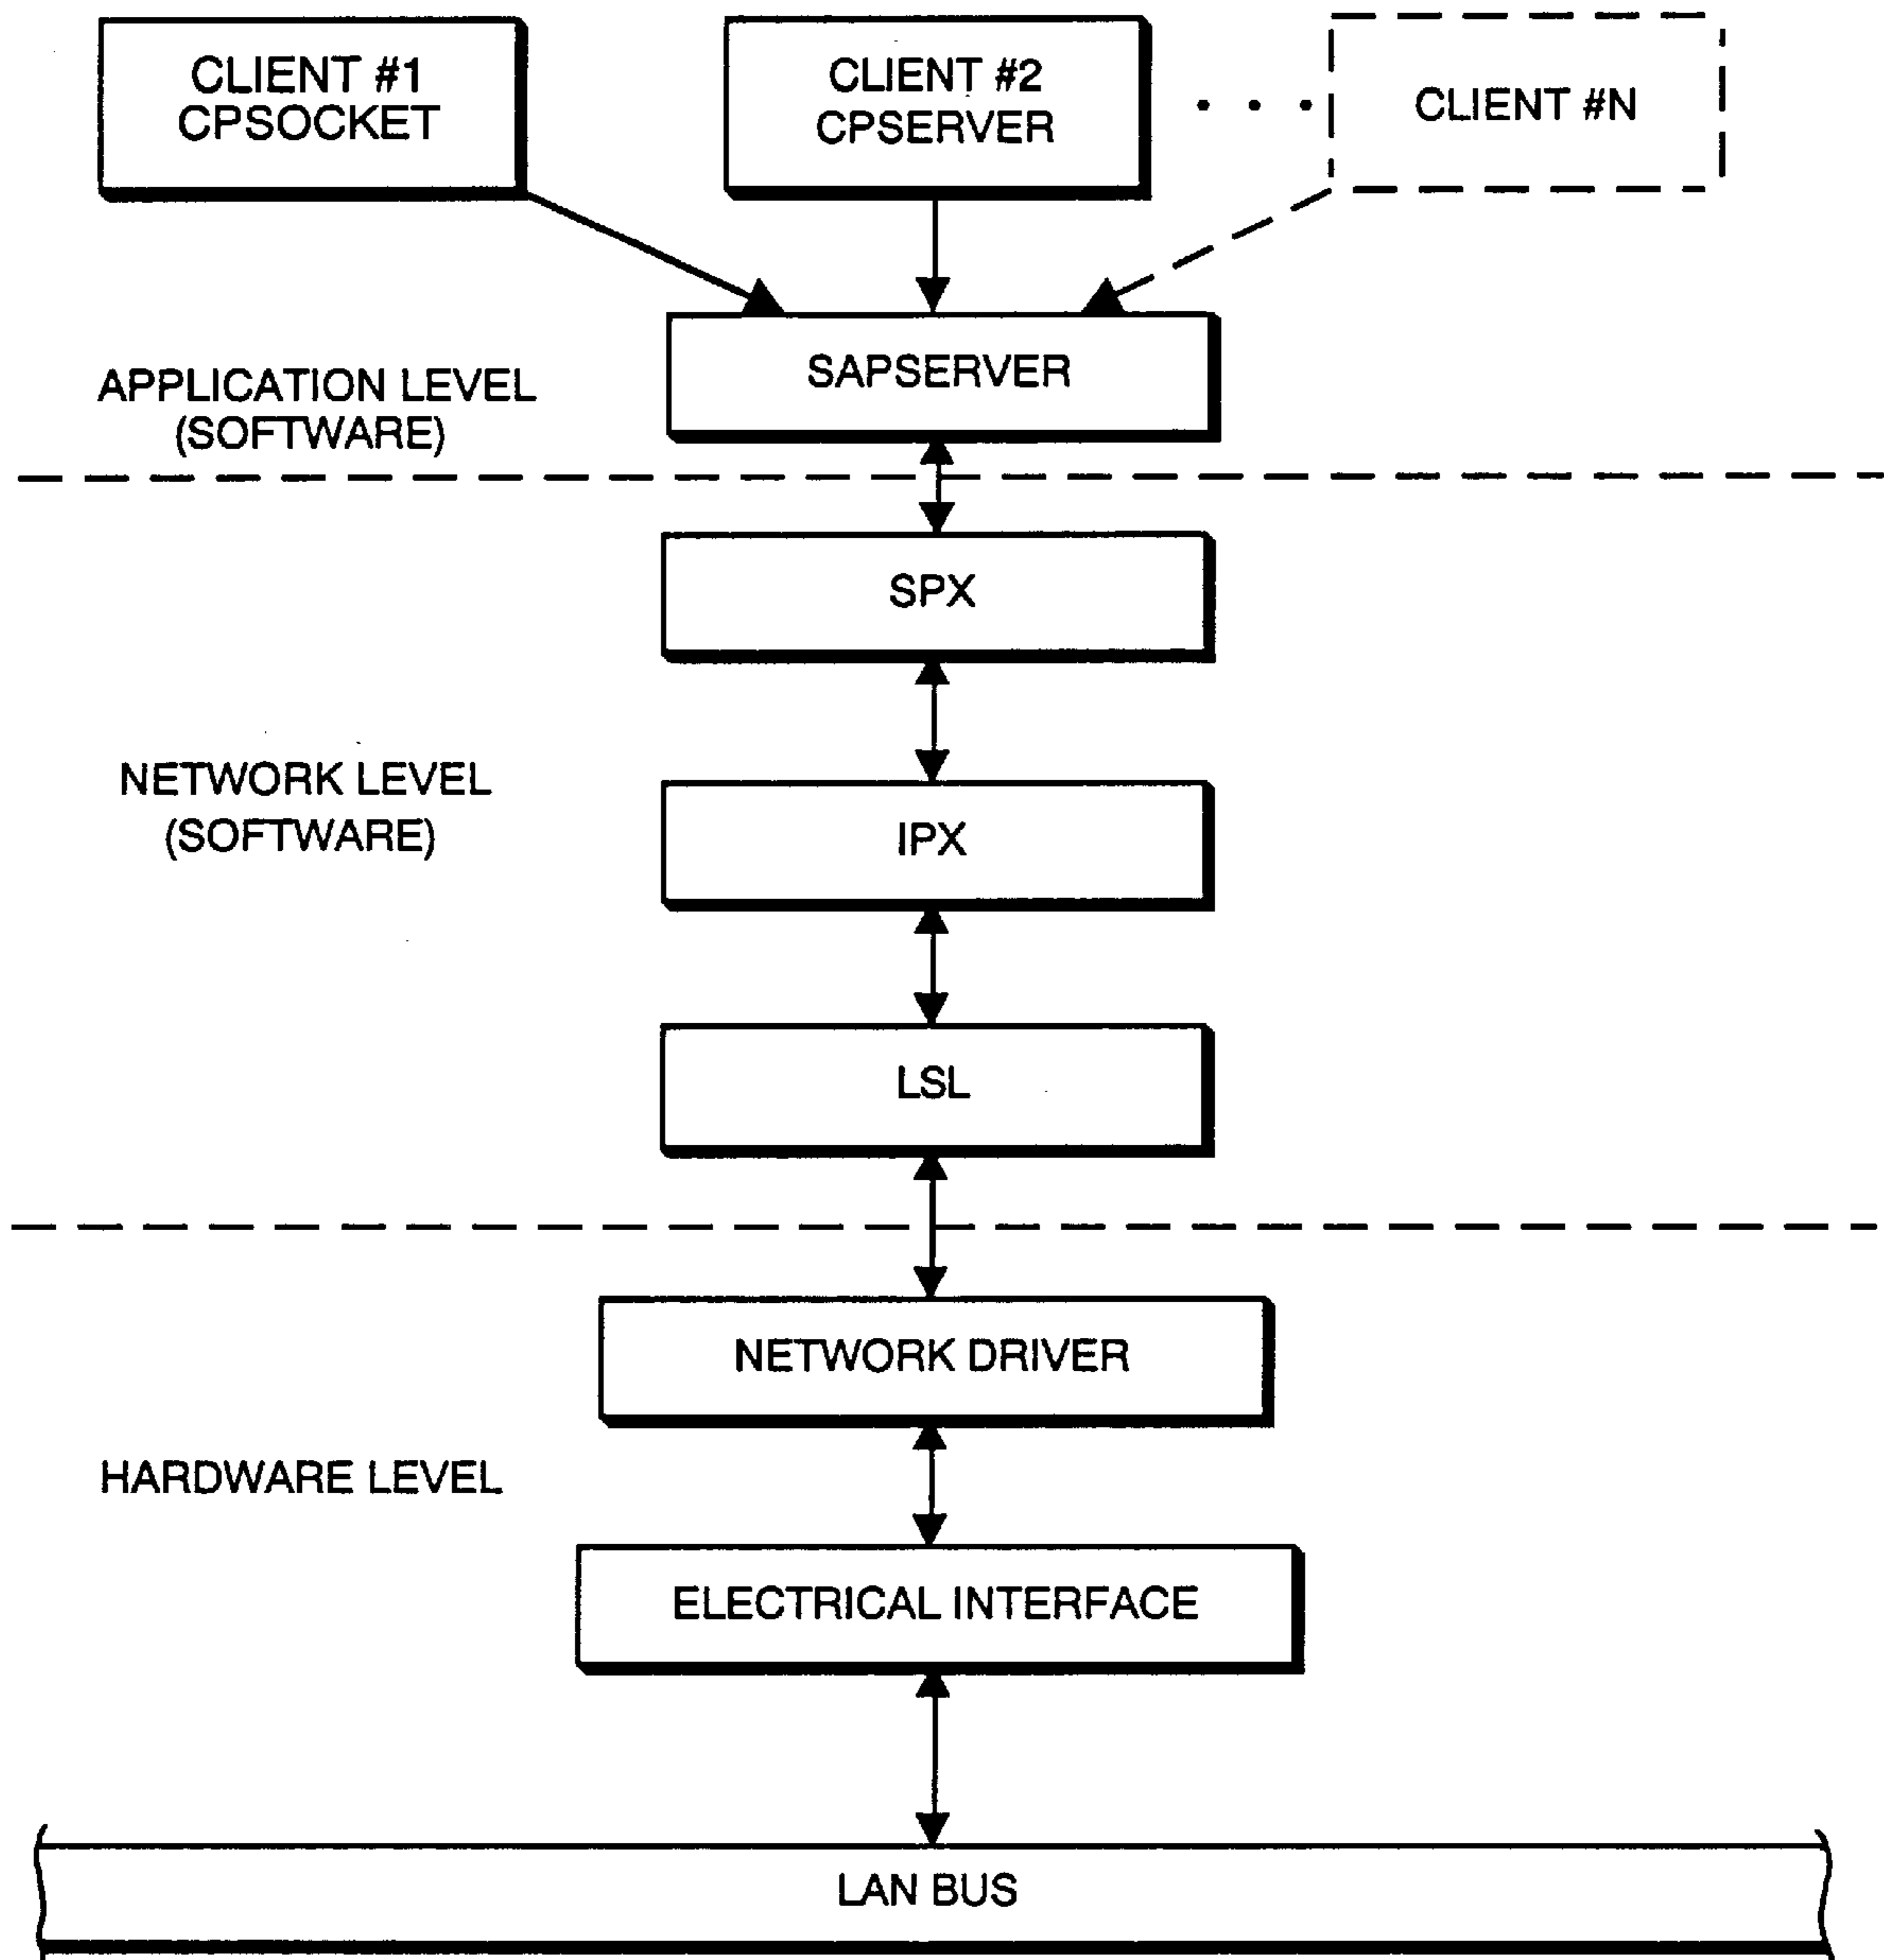 CLIENT #1
CPSOCKET
CLIENT #2
CPSERVER
. . .
CLIENT #N
SAPSERVER
APPLICATION LEVEL
(SOFTWARE)
SPX
NETWORK LEVEL
(SOFTWARE)
IPX
LSL
NETWORK DRIVER
HARDWARE LEVEL
ELECTRICAL INTERFACE
LAN BUS